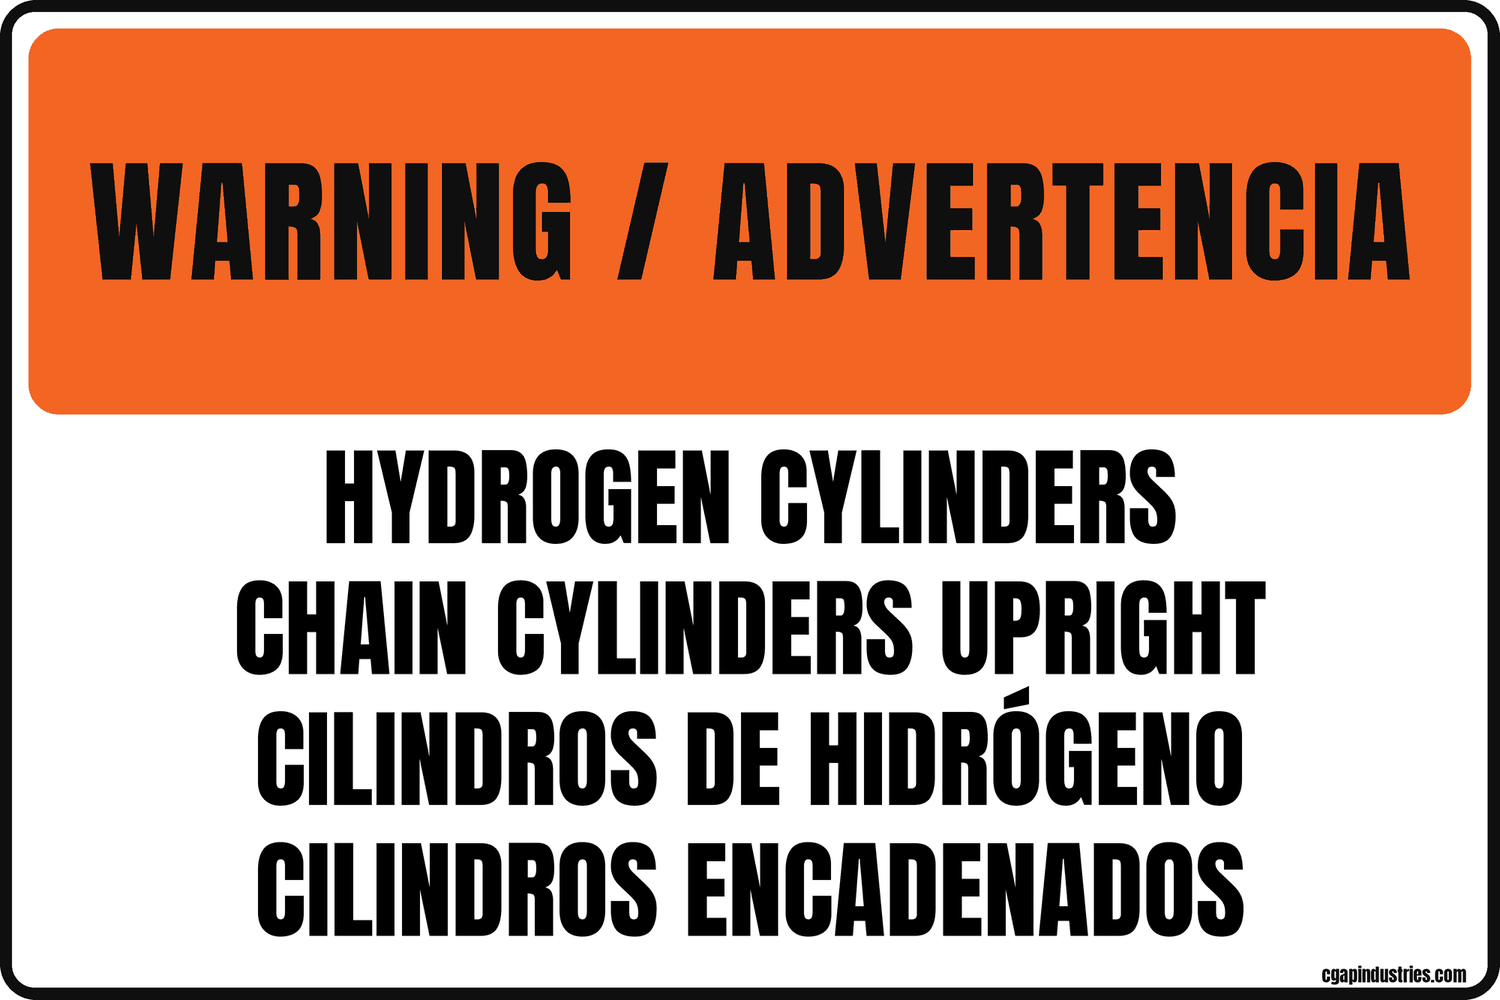 WARNING / ADVERTENCIA
HYDROGEN CYLINDERS
CHAIN CYLINDERS UPRIGHT
CILINDROS DE HIDRÓGENO
CILINDROS ENCADENADOS
cgapindustries.com